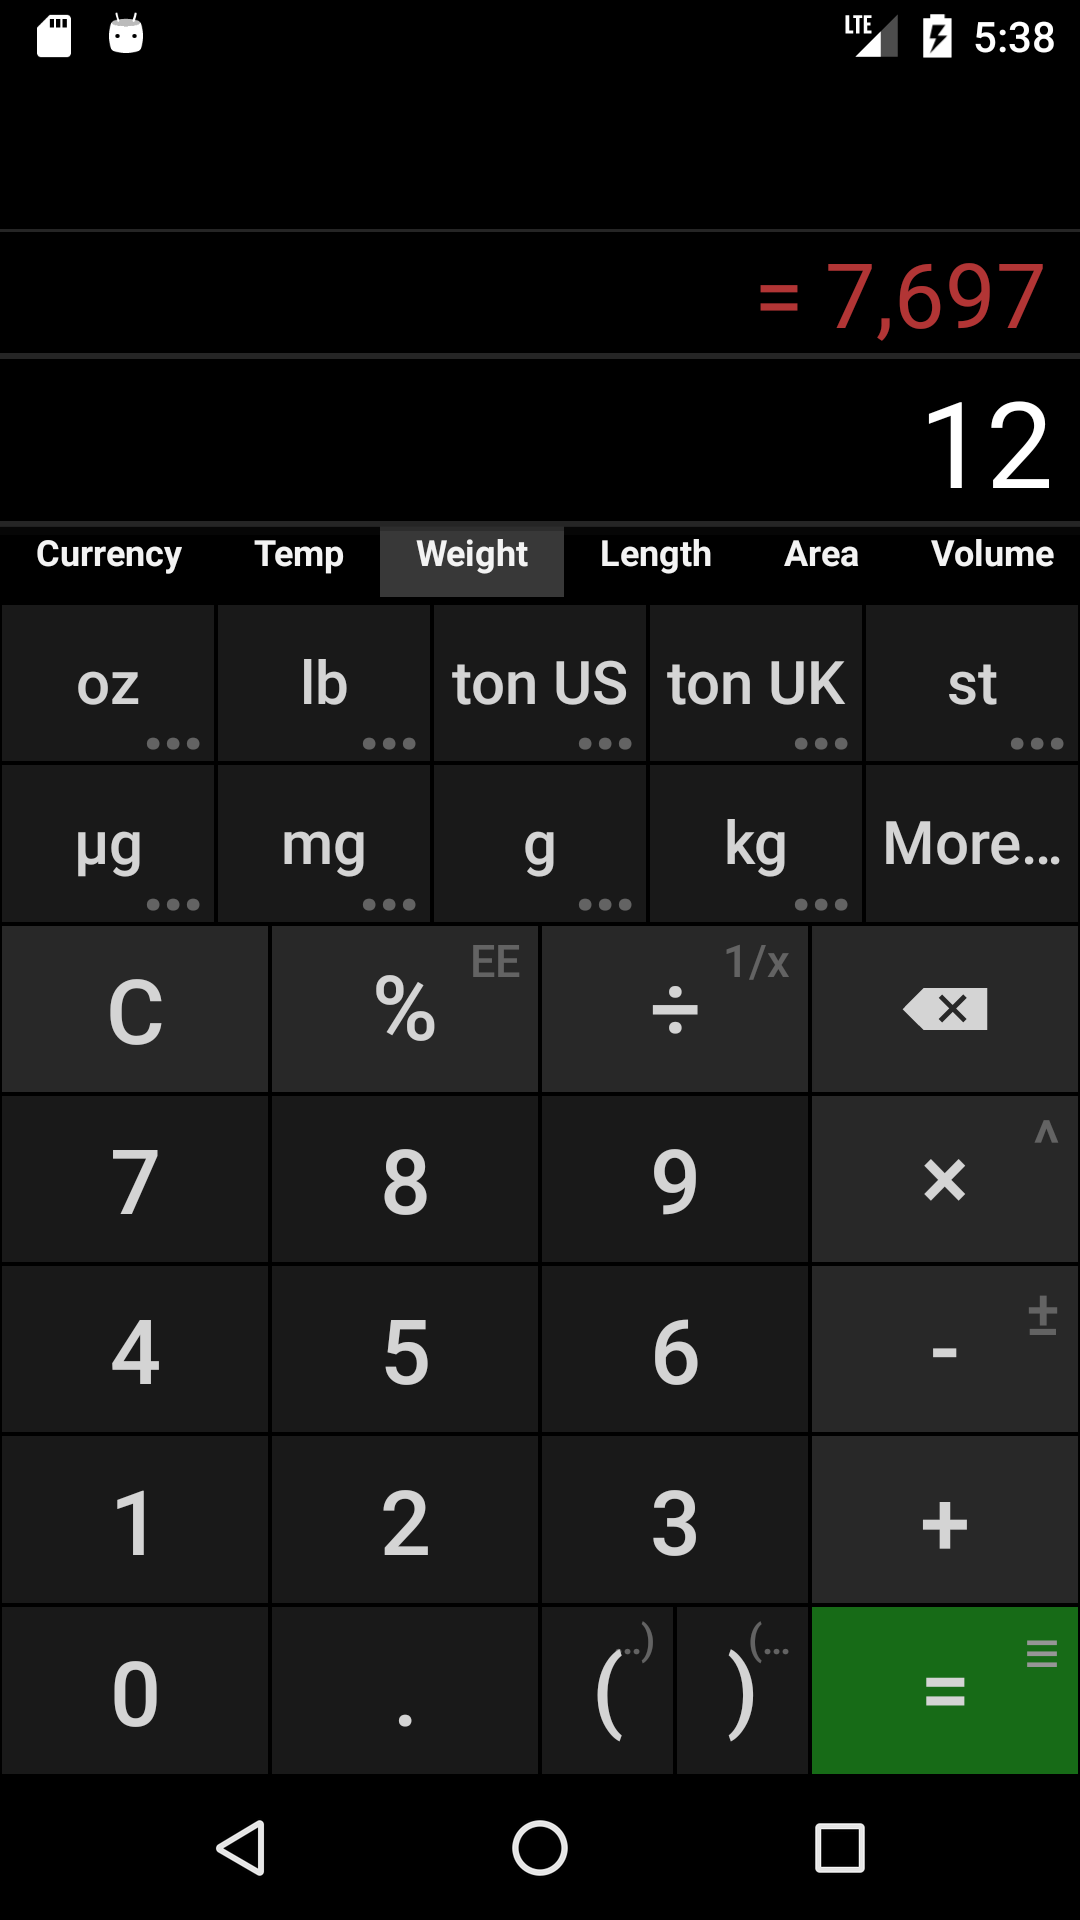 LTE 5:38
= 7,697
12
Currency Temp Weight Length Area Volume
oz lb ton US ton UK st
µg mg g kg More...
C % EE ÷ 1/x
7 8 9 × ^
4 5 6 - ±
1 2 3 +
0 . ( ..) ) (... = ≡